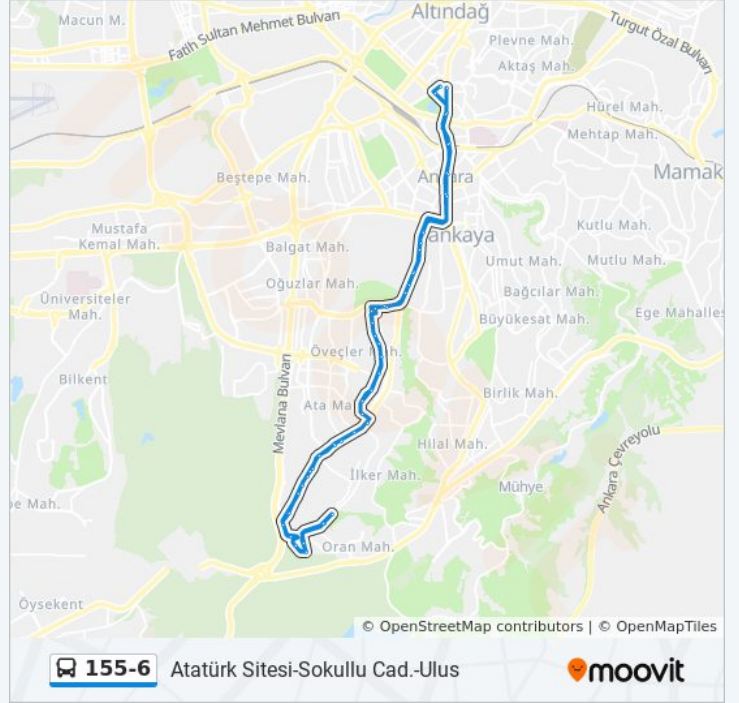 Macun M.
Fatih Sultan Mehmet Bulvarı
Altındağ
Turgut Özal Bulvarı
Plevne Mah.
Aktaş Mah.
Hürel Mah.
Mehtap Mah.
Mamak
Beştepe Mah.
Ankara
Mustafa
Kemal Mah.
Balgat Mah.
Çankaya
Kutlu Mah.
Umut Mah.
Mutlu Mah.
Oğuzlar Mah.
Bağcılar Mah.
Üniversiteler
Mah.
Büyükesat Mah.
Ege Mahalles
Öveçler Mah.
Mevlana Bulvarı
Bilkent
Birlik Mah.
Ata Ma
Hilal Mah.
Ankara Çevreyolu
İlker Mah.
Mühye
pe Mah.
Oran Mah.
Öysekent
© OpenStreetMap contributors | © OpenMapTiles
155-6 Atatürk Sitesi-Sokullu Cad.-Ulus
moovit